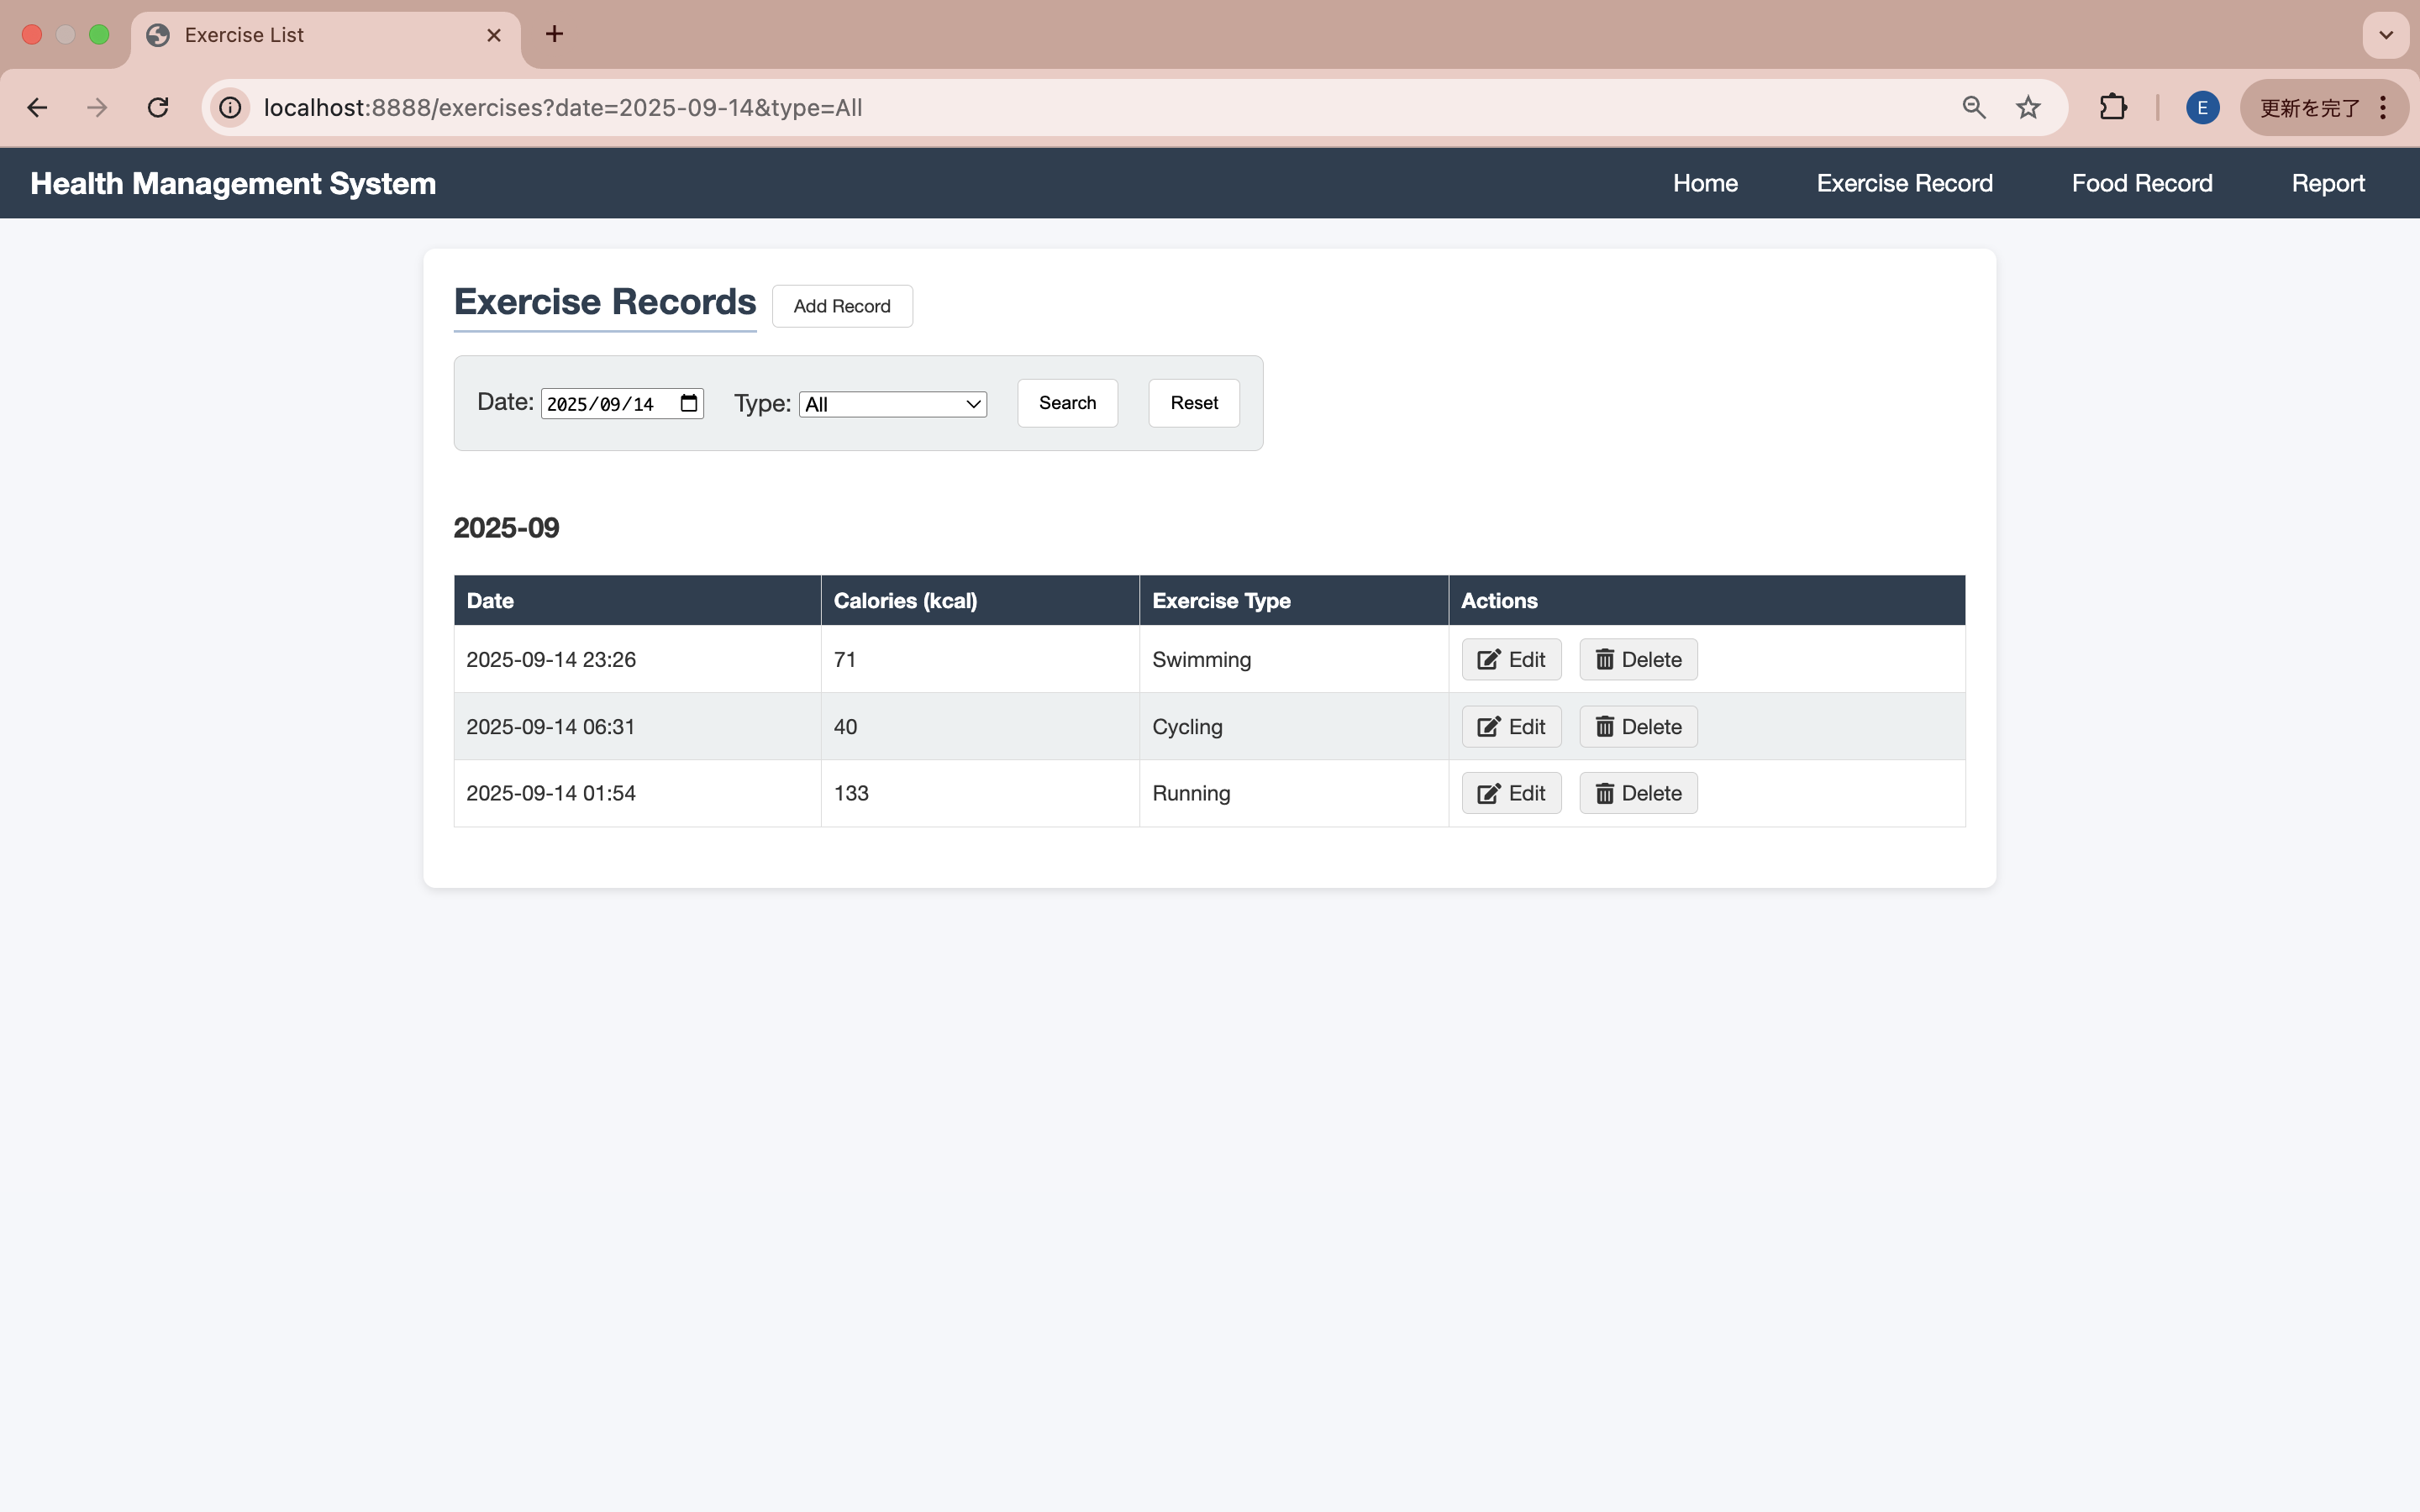 Exercise List
localhost:8888/exercises?date=2025-09-14&type=All
E
更新を完了
Health Management System
Home Exercise Record Food Record Report
Exercise Records Add Record
Date: 2025/09/14 Type: All Search Reset
2025-09
Date Calories (kcal) Exercise Type Actions
2025-09-14 23:26 71 Swimming Edit Delete
2025-09-14 06:31 40 Cycling Edit Delete
2025-09-14 01:54 133 Running Edit Delete